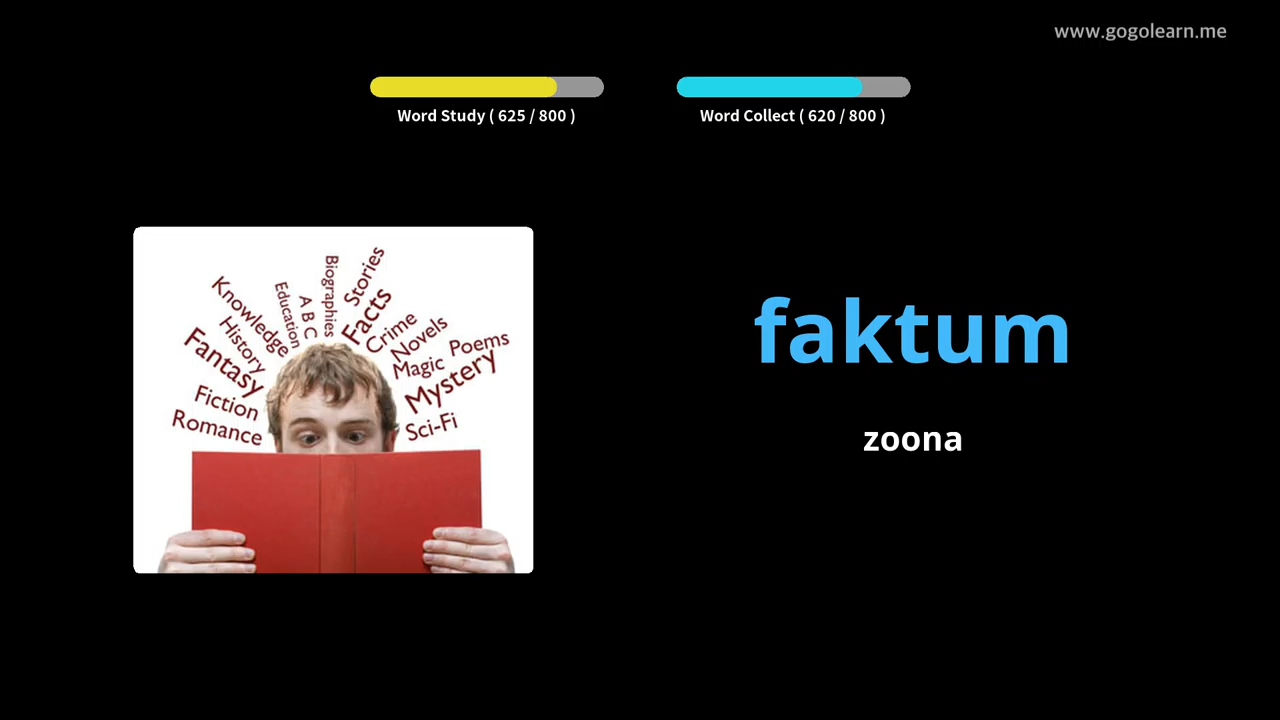 www.gogolearn.me
Word Study ( 625 / 800 )
Word Collect ( 620 / 800 )
Knowledge
History
Fantasy
Fiction
Romance
Education
A B C
Biographies
Stories
Facts
Crime
Novels
Magic
Poems
Mystery
Sci-Fi
faktum
zoona